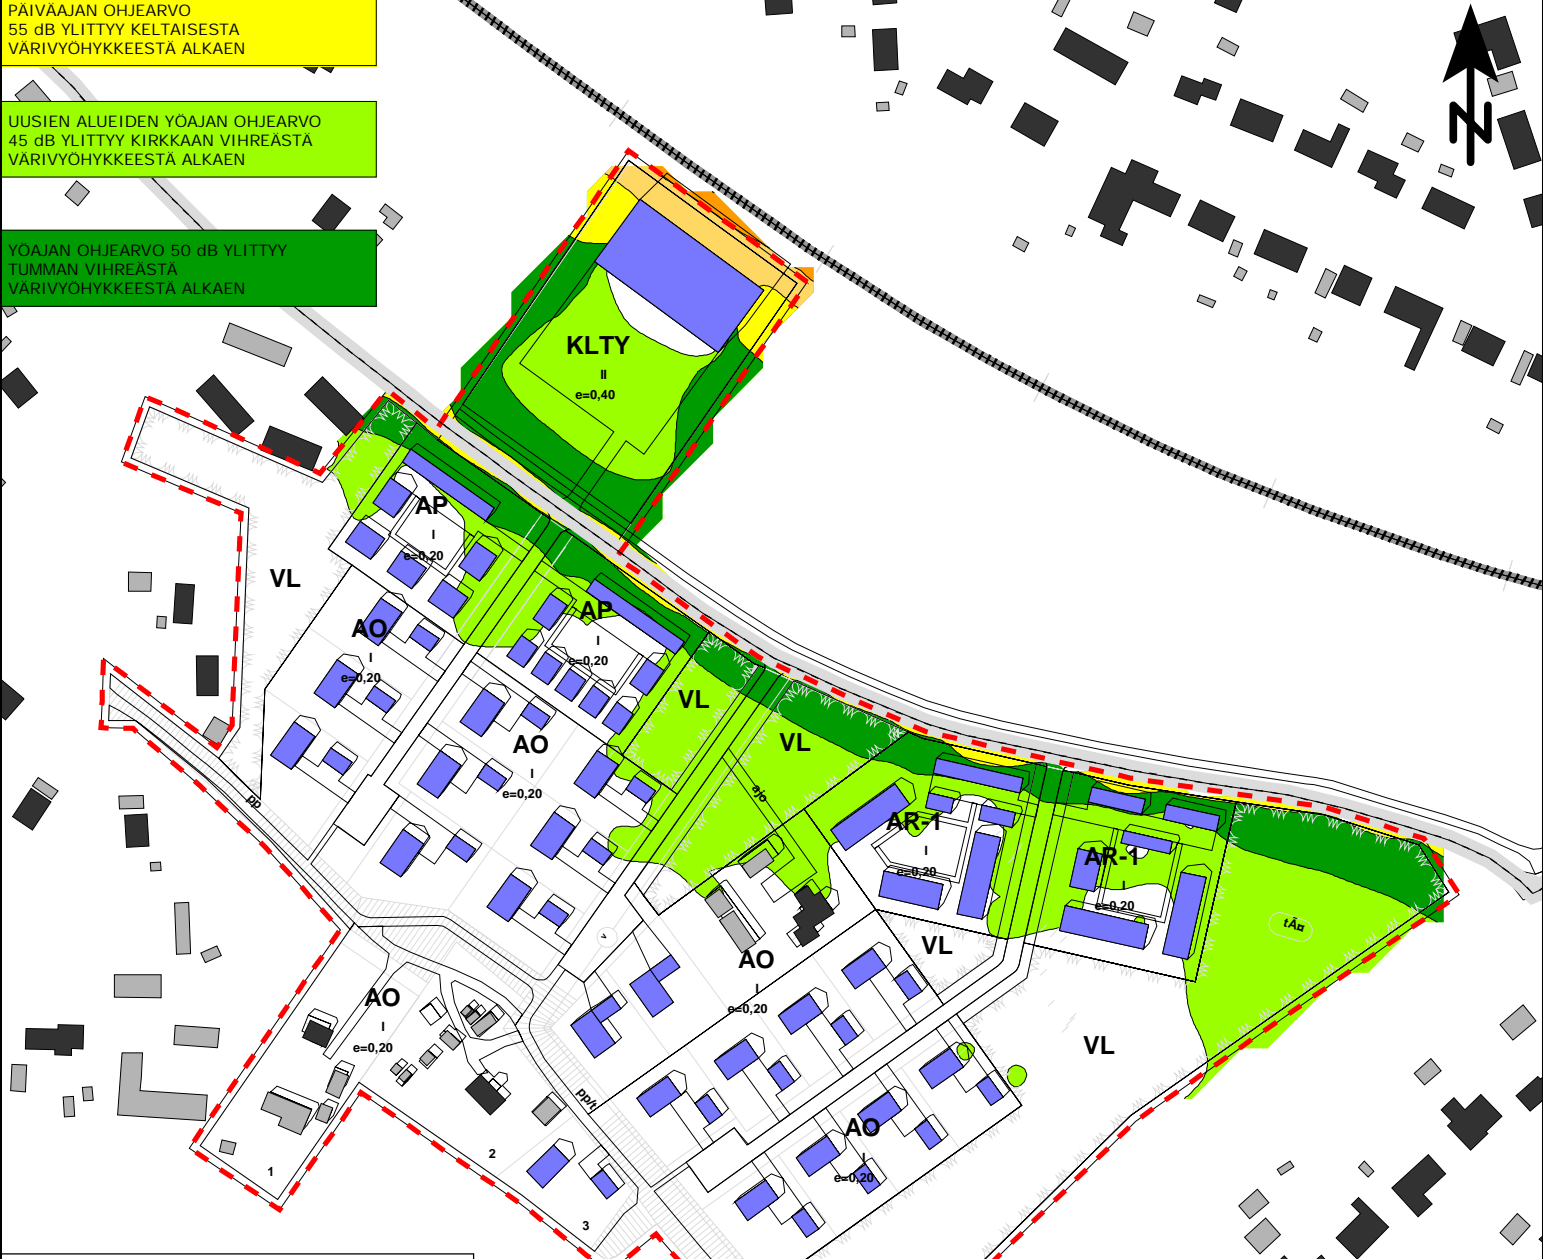 PÄIVÄAJAN OHJEARVO
55 dB YLITTYY KELTAISESTA
VÄRIVYÖHYKKEESTÄ ALKAEN
UUSIEN ALUEIDEN YÖAJAN OHJEARVO
45 dB YLITTYY KIRKKAAN VIHREÄSTÄ
VÄRIVYÖHYKKEESTÄ ALKAEN
YÖAJAN OHJEARVO 50 dB YLITTYY
TUMMAN VIHREÄSTÄ
VÄRIVYÖHYKKEESTÄ ALKAEN
N
KLTY
II
e=0,40
AP
I
e=0,20
VL
AP
I
e=0,20
AO
I
e=0,20
VL
AO
I
e=0,20
VL
ajo
pp
AR-1
I
e=0,20
AR-1
I
e=0,20
tÃ¤
v
VL
AO
I
e=0,20
AO
I
e=0,20
VL
pp/t
AO
I
e=0,20
1
2
3